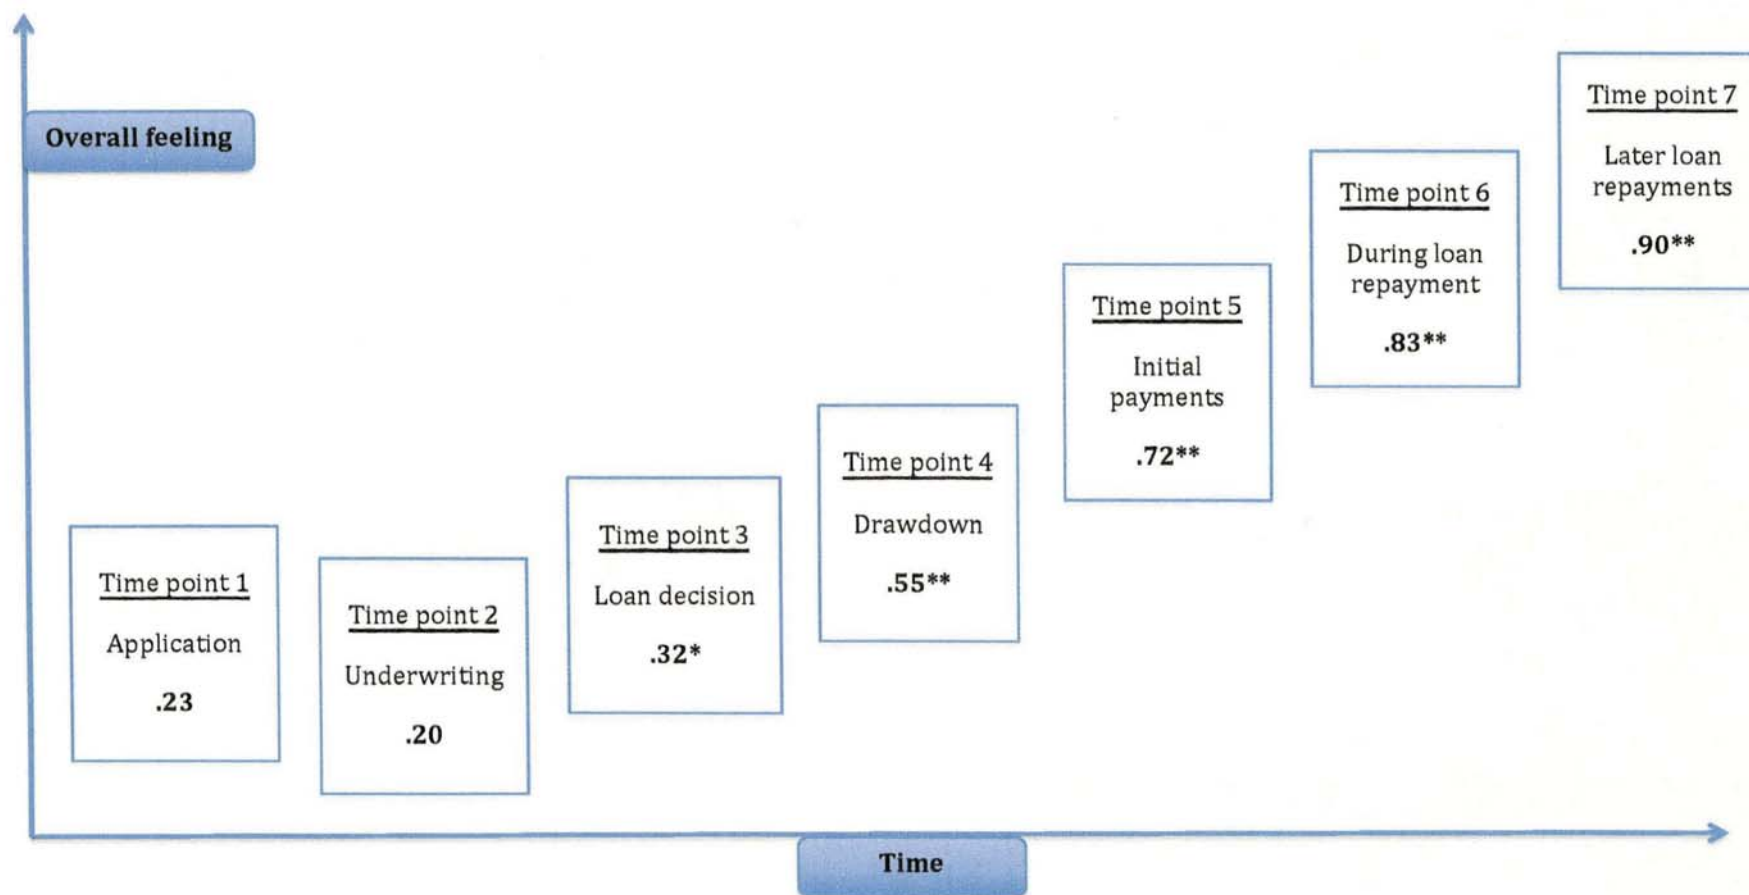 Overall feeling
Time point 1
Application
.23
Time point 2
Underwriting
.20
Time point 3
Loan decision
.32*
Time point 4
Drawdown
.55**
Time point 5
Initial
payments
.72**
Time point 6
During loan
repayment
.83**
Time point 7
Later loan
repayments
.90**
Time